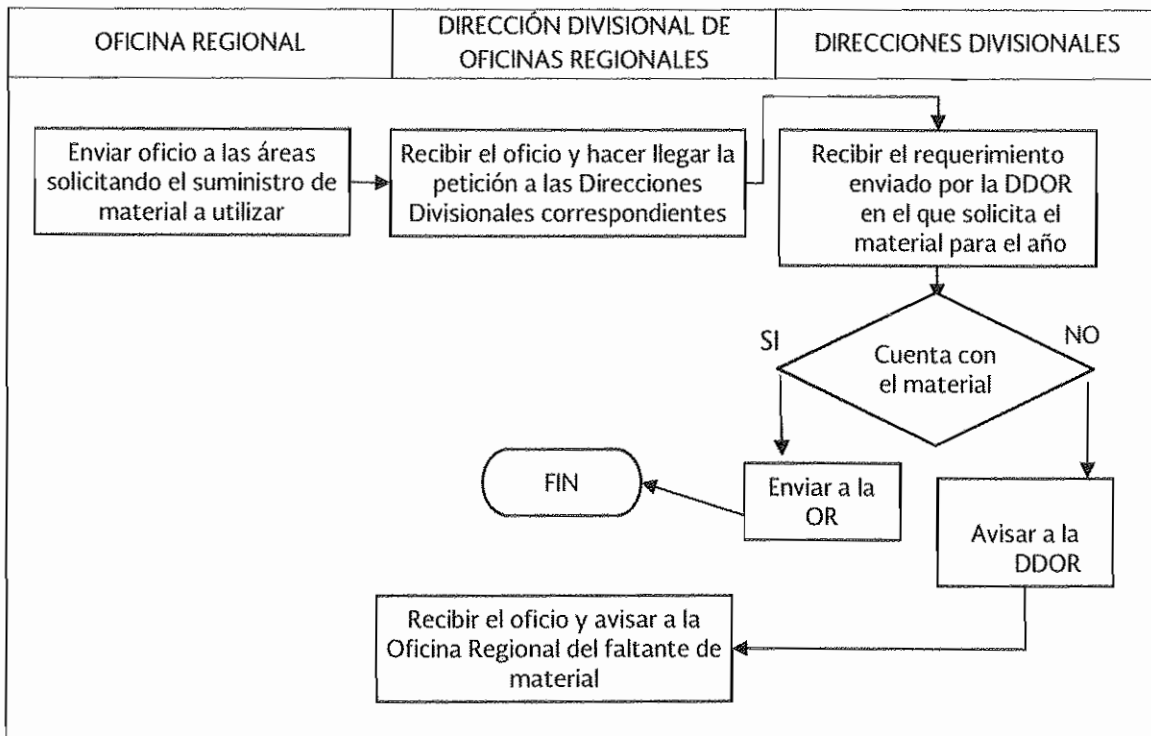 OFICINA REGIONAL
DIRECCIÓN DIVISIONAL DE
OFICINAS REGIONALES
DIRECCIONES DIVISIONALES
Enviar oficio a las áreas
solicitando el suministro de
material a utilizar
Recibir el oficio y hacer llegar la
petición a las Direcciones
Divisionales correspondientes
Recibir el requerimiento
enviado por la DDOR
en el que solicita el
material para el año
SI
NO
Cuenta con
el material
FIN
Enviar a la
OR
Avisar a la
DDOR
Recibir el oficio y avisar a la
Oficina Regional del faltante de
material